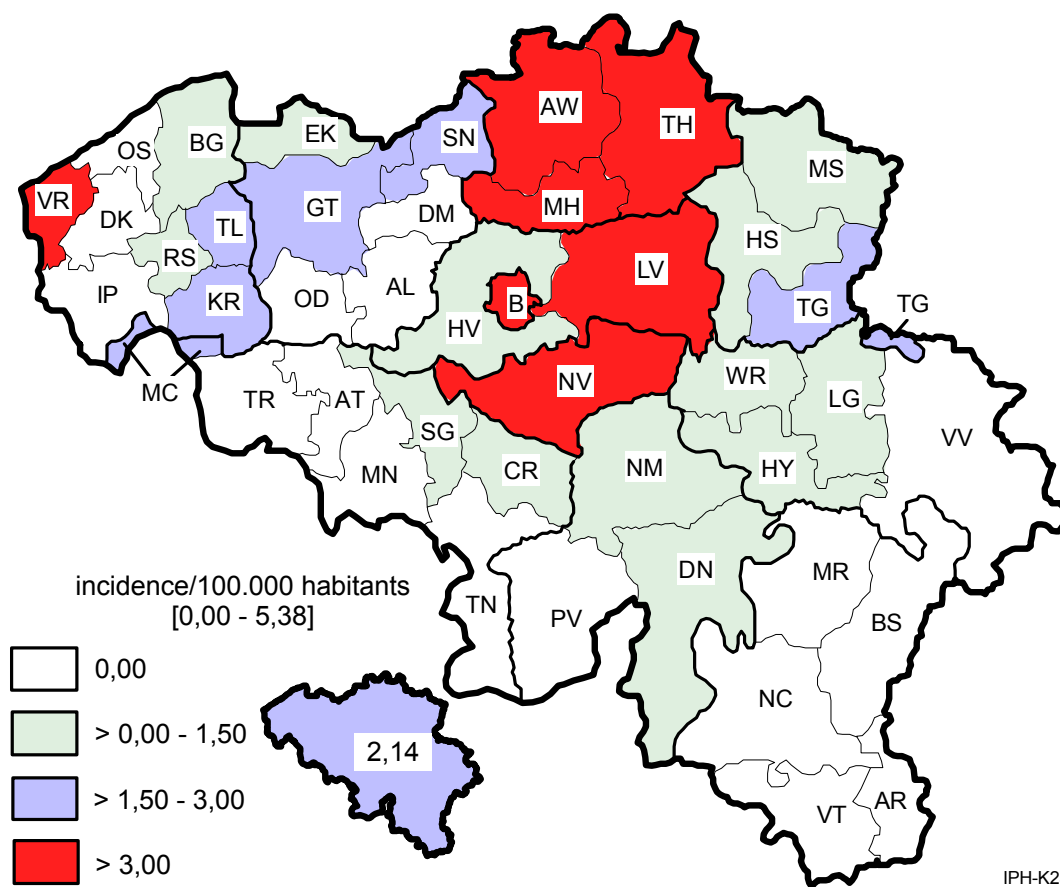 AW
TH
SN
EK
BG
OS
MS
VR
DK
TL
GT
DM
MH
HS
RS
LV
IP
KR
OD
AL
B
HV
TG
TG
MC
TR
AT
NV
WR
LG
VV
SG
MN
CR
NM
HY
DN
MR
TN
PV
BS
NC
VT
AR
incidence/100.000 habitants
[0,00 - 5,38]
0,00
> 0,00 - 1,50
> 1,50 - 3,00
> 3,00
2,14
IPH-K2